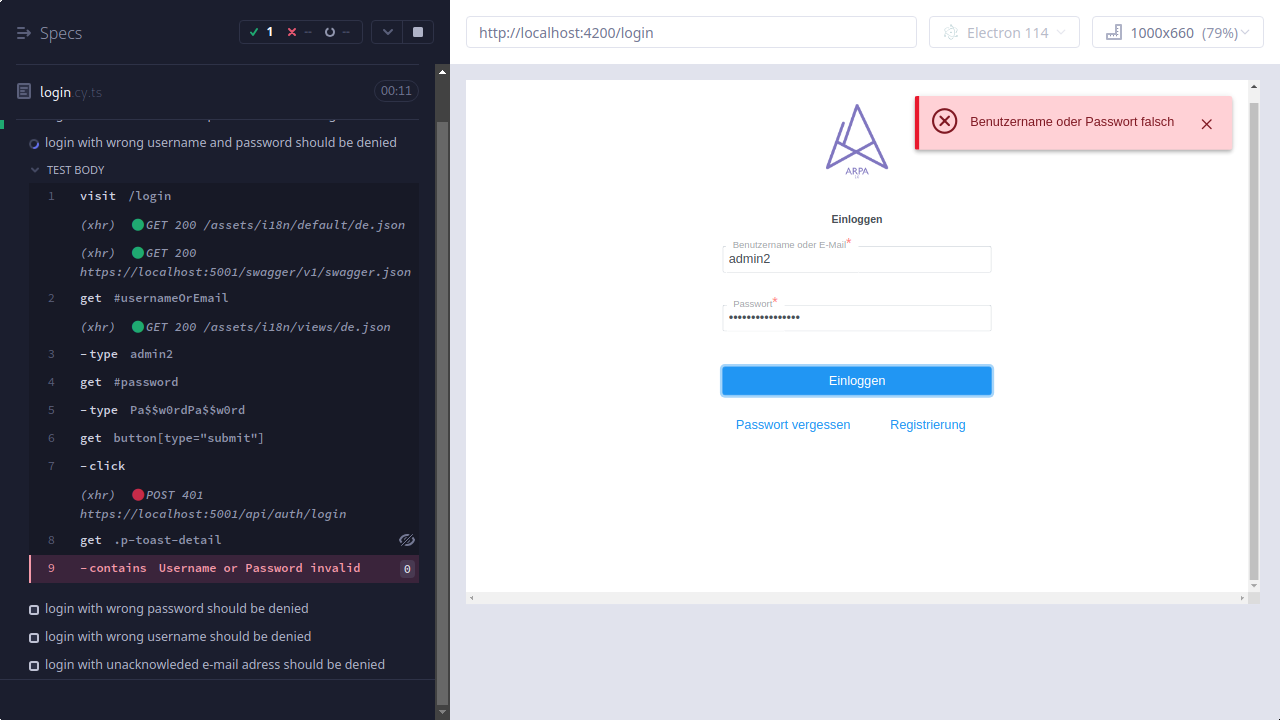 Specs
1
--
--
login.cy.ts
00:11
login with wrong username and password should be denied
TEST BODY
1 visit /login
(xhr) GET 200 /assets/i18n/default/de.json
(xhr) GET 200
https://localhost:5001/swagger/v1/swagger.json
2 get #usernameOrEmail
(xhr) GET 200 /assets/i18n/views/de.json
3 -type admin2
4 get #password
5 -type Pa$$w0rdPa$$w0rd
6 get button[type="submit"]
7 -click
(xhr) POST 401
https://localhost:5001/api/auth/login
8 get .p-toast-detail
9 -contains Username or Password invalid 0
login with wrong password should be denied
login with wrong username should be denied
login with unacknowleded e-mail adress should be denied
http://localhost:4200/login
Electron 114
1000x660 (79%)
Benutzername oder Passwort falsch
ARPA
Einloggen
Benutzername oder E-Mail*
admin2
Passwort*
••••••••••••••••
Einloggen
Passwort vergessen
Registrierung